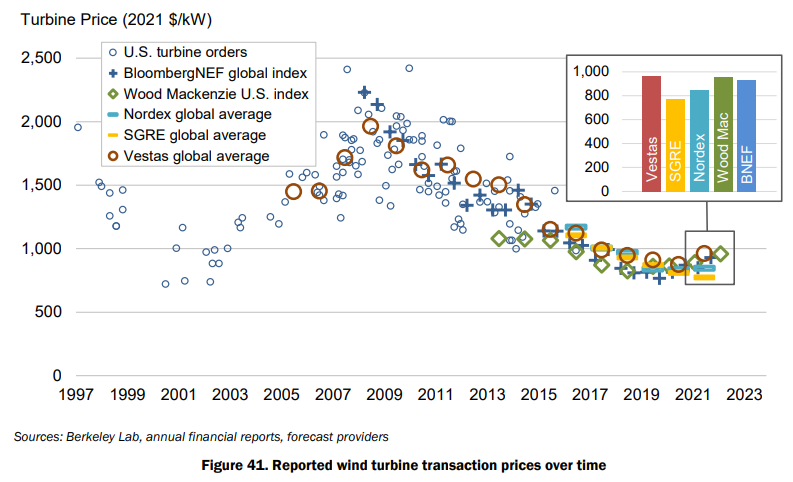 Turbine Price (2021 $/kW)
2,500
2,000
1,500
1,000
500
0
U.S. turbine orders
BloombergNEF global index
Wood Mackenzie U.S. index
Nordex global average
SGRE global average
Vestas global average
1,000
800
600
400
200
0
Vestas
SGRE
Nordex
Wood Mac
BNEF
1997 1999 2001 2003 2005 2007 2009 2011 2013 2015 2017 2019 2021 2023
Sources: Berkeley Lab, annual financial reports, forecast providers
Figure 41. Reported wind turbine transaction prices over time